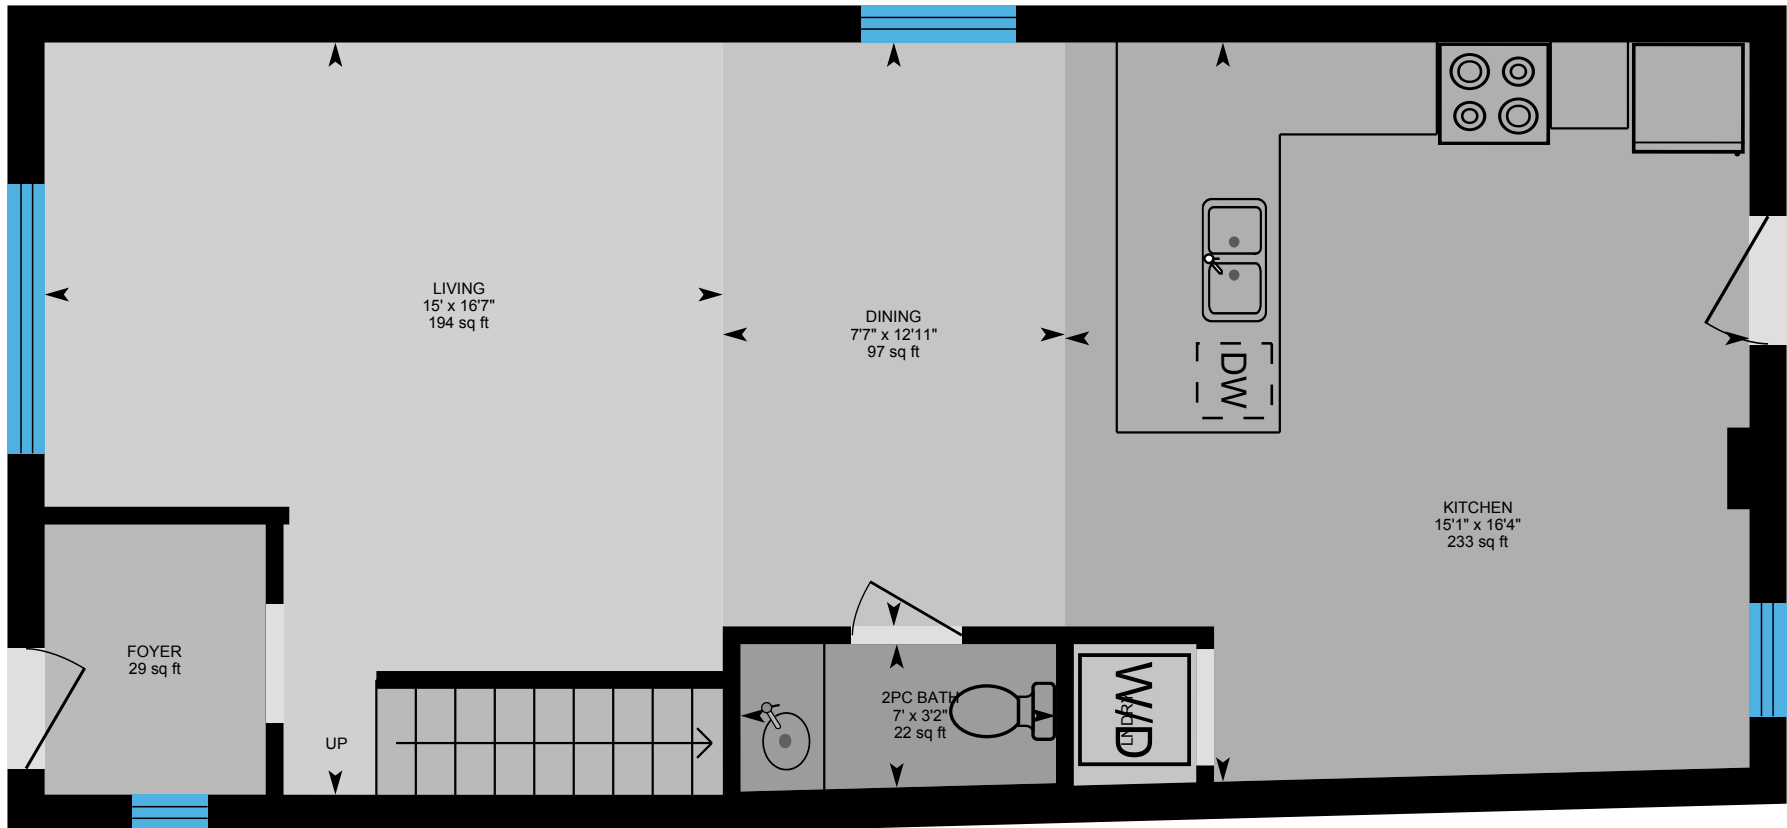 LIVING
15' x 16'7"
194 sq ft
DINING
7'7" x 12'11"
97 sq ft
DW
KITCHEN
15'1" x 16'4"
233 sq ft
FOYER
29 sq ft
UP
2PC BATH
7' x 3'2"
22 sq ft
W/D
LNDRY